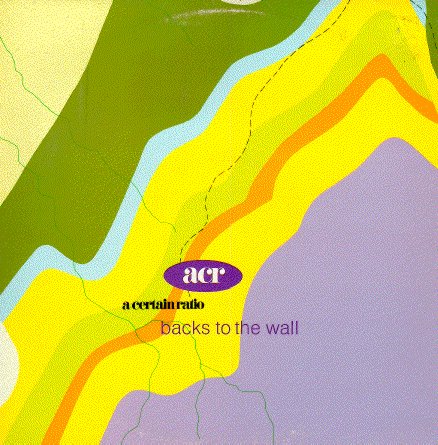 acr
a certain ratio
backs to the wall